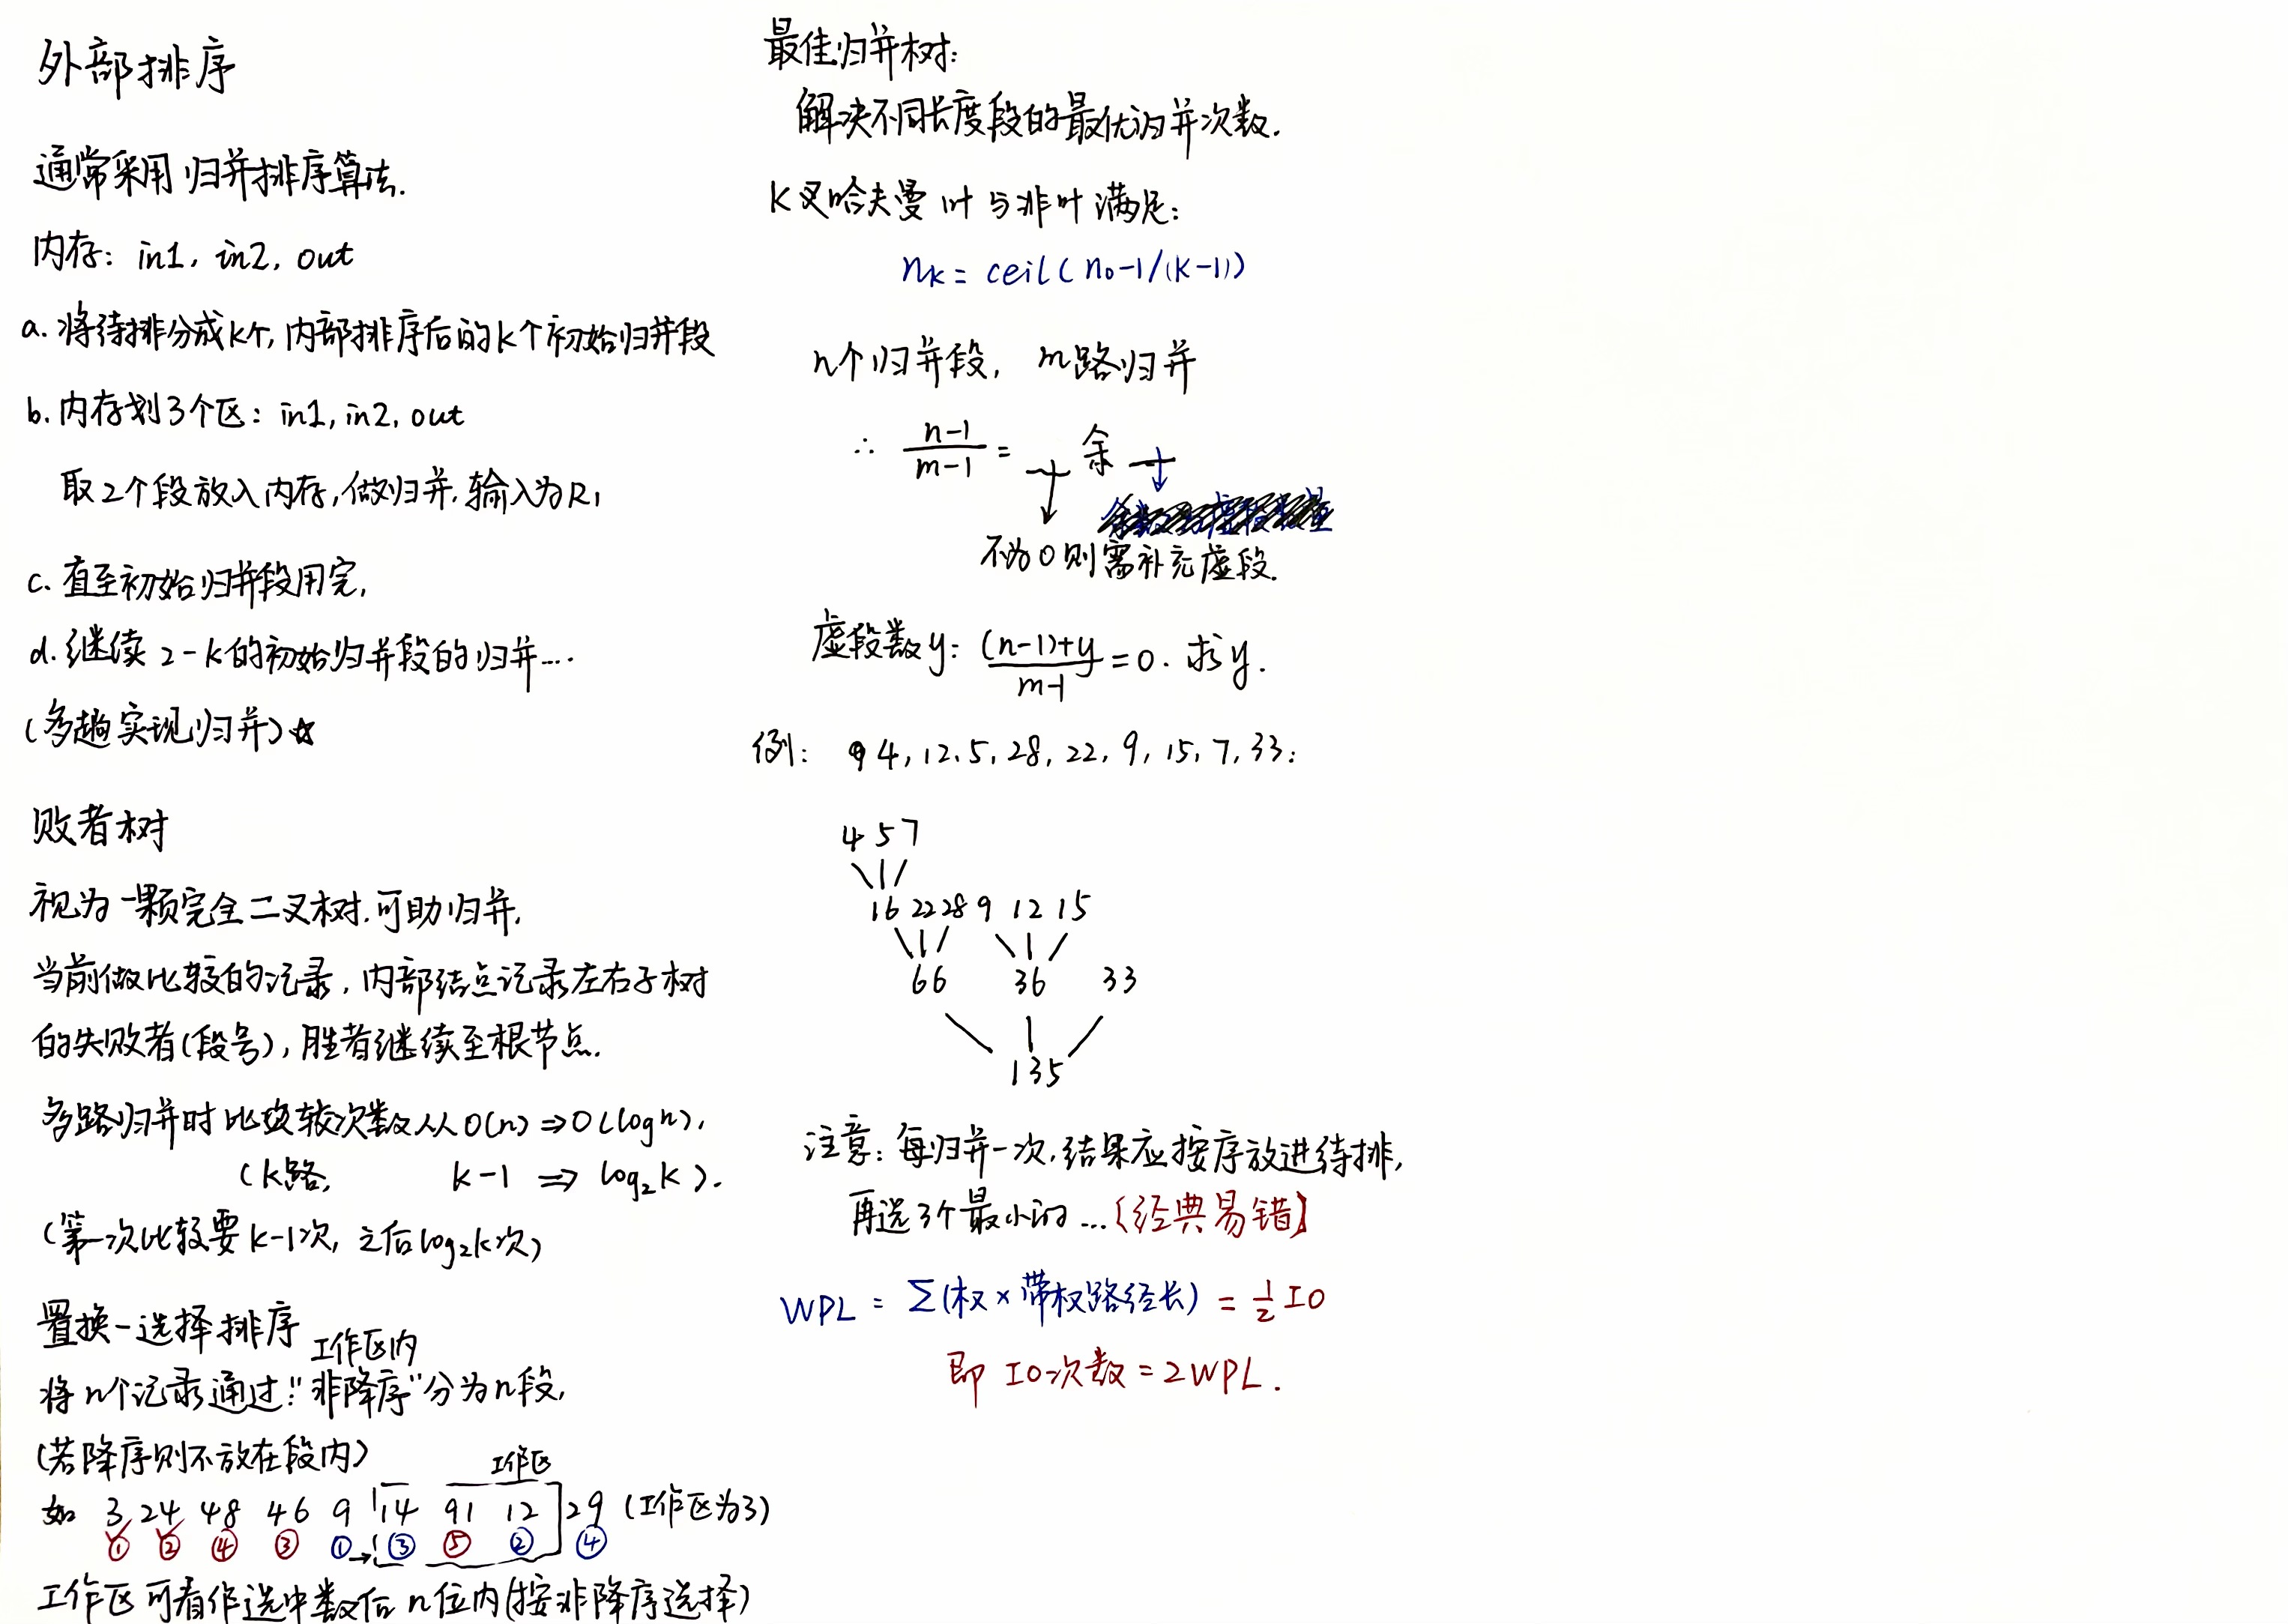 外部排序
通常采用归并排序算法.
内存: in1, in2, out
a. 将待排分成k个, 内部排序后的k个初始归并段
b. 内存划3个区: in1, in2, out
取2个段放入内存, 做归并, 输入为R1
c. 直至初始归并段用完,
d. 继续 2-k的初始归并段的归并...
(多趟实现归并)☆
败者树
视为一颗完全二叉树. 可助归并.
当前做比较的记录, 内部结点记录左右子树
的失败者(段号), 胜者继续至根节点.
多路归并时比较次数从O(n)⇒O(logn),
(k路, k-1 ⇒ log₂k).
(第一次比较要k-1次, 之后log₂k次)
置换-选择排序
工作区内
将n个记录通过"非降序"分为n段,
(若降序则不放在段内)
工作区
如 3 24 48 46 9 14 91 12 29 (工作区为3)
① ② ④ ③ ①→ ③ ⑤ ② ④
工作区可看作选中数后n位内(按非降序选择)
最佳归并树:
解决不同长度段的最优归并次数.
K叉哈夫曼 叶与非叶满足:
nk = ceil( n0-1/(k-1))
n个归并段, m路归并
∴ (n-1)/(m-1) = 余
不为0则需补充虚段.
虚段数y: ((n-1)+y)/(m-1) = 0. 求y.
例: 4, 12, 5, 28, 22, 9, 15, 7, 33:
4 5 7
16 22 28 9 12 15
66 36 33
135
注意: 每归并一次, 结果应按序放进待排,
再选3个最小的 ...【经典易错】
WPL = Σ(权×带权路径长) = ½ IO
即 IO次数 = 2WPL.